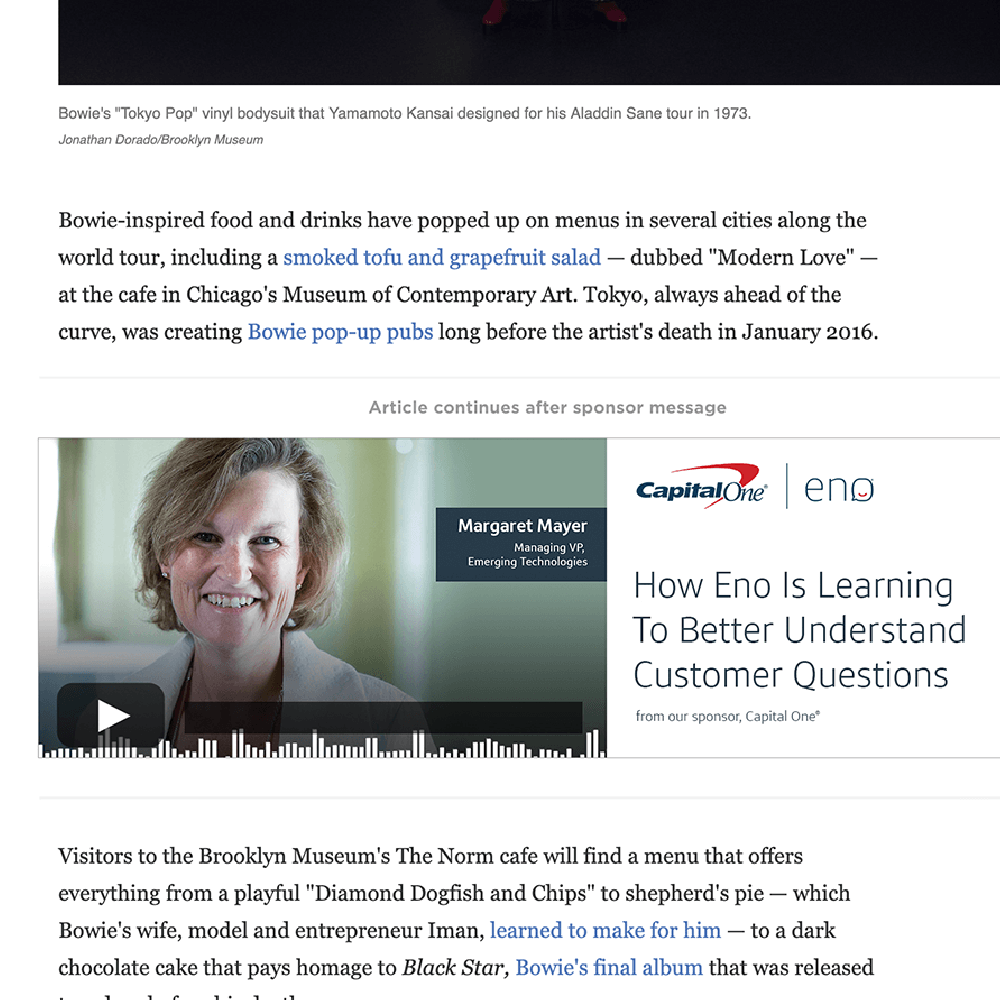 Bowie's "Tokyo Pop" vinyl bodysuit that Yamamoto Kansai designed for his Aladdin Sane tour in 1973.
Jonathan Dorado/Brooklyn Museum
Bowie-inspired food and drinks have popped up on menus in several cities along the
world tour, including a smoked tofu and grapefruit salad — dubbed "Modern Love" —
at the cafe in Chicago's Museum of Contemporary Art. Tokyo, always ahead of the
curve, was creating Bowie pop-up pubs long before the artist's death in January 2016.
Article continues after sponsor message
Margaret Mayer
Managing VP,
Emerging Technologies
CapitalOne® | eno
How Eno Is Learning
To Better Understand
Customer Questions
from our sponsor, Capital One®
Visitors to the Brooklyn Museum's The Norm cafe will find a menu that offers
everything from a playful "Diamond Dogfish and Chips" to shepherd's pie — which
Bowie's wife, model and entrepreneur Iman, learned to make for him — to a dark
chocolate cake that pays homage to Black Star, Bowie's final album that was released